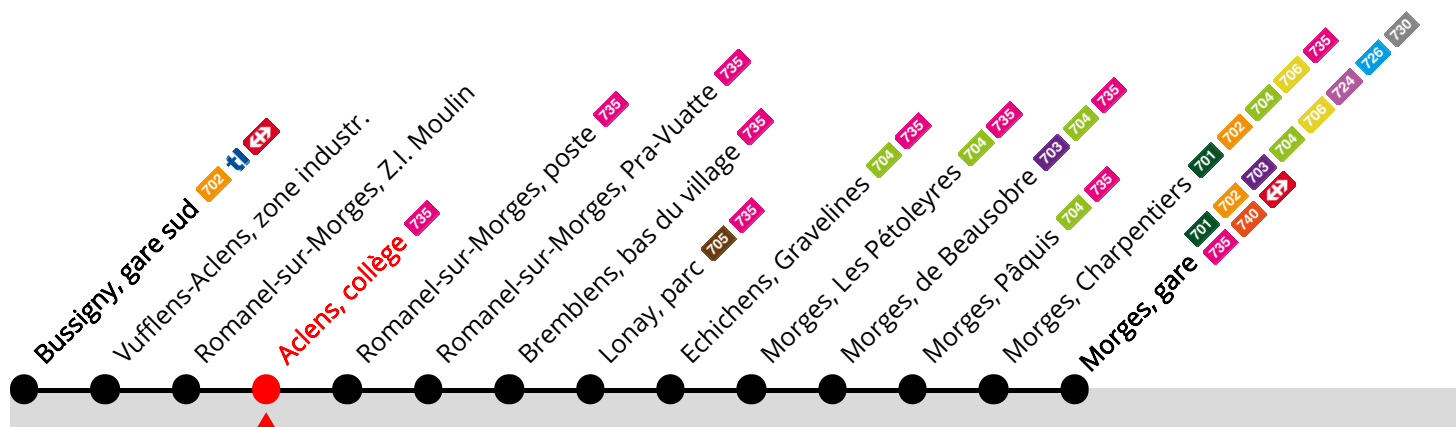 Bussigny, gare sud 702 tl
Vufflens-Aclens, zone industr.
Romanel-sur-Morges, Z.I. Moulin
Aclens, collège 735
Romanel-sur-Morges, poste 735
Romanel-sur-Morges, Pra-Vuatte 735
Bremblens, bas du village 735
Lonay, parc 705 735
Echichens, Gravelines 704 735
Morges, Les Pétoleyres 704 735
Morges, de Beausobre 703 704 735
Morges, Pâquis 704 735
Morges, Charpentiers 701 702 704 706 735
Morges, gare 701 702 703 704 706 724 726 730
735 740